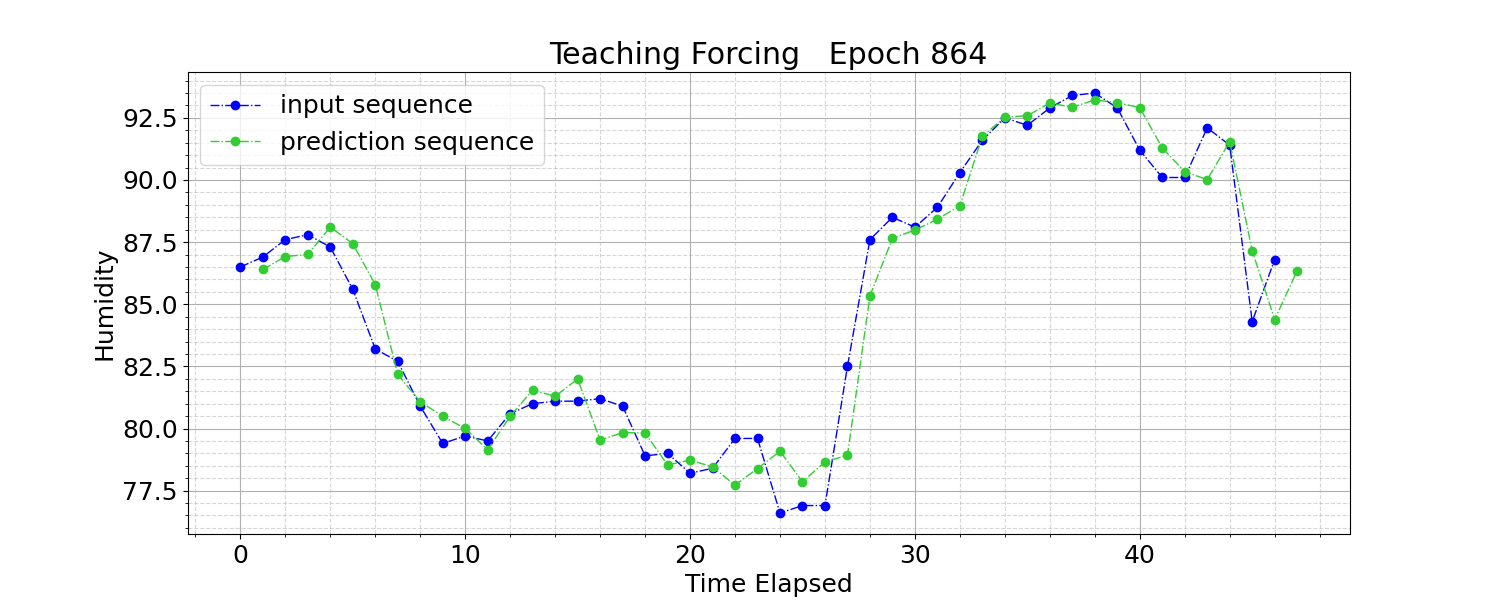 Teaching Forcing   Epoch 864
input sequence
prediction sequence
Humidity
92.5
90.0
87.5
85.0
82.5
80.0
77.5
0 10 20 30 40
Time Elapsed